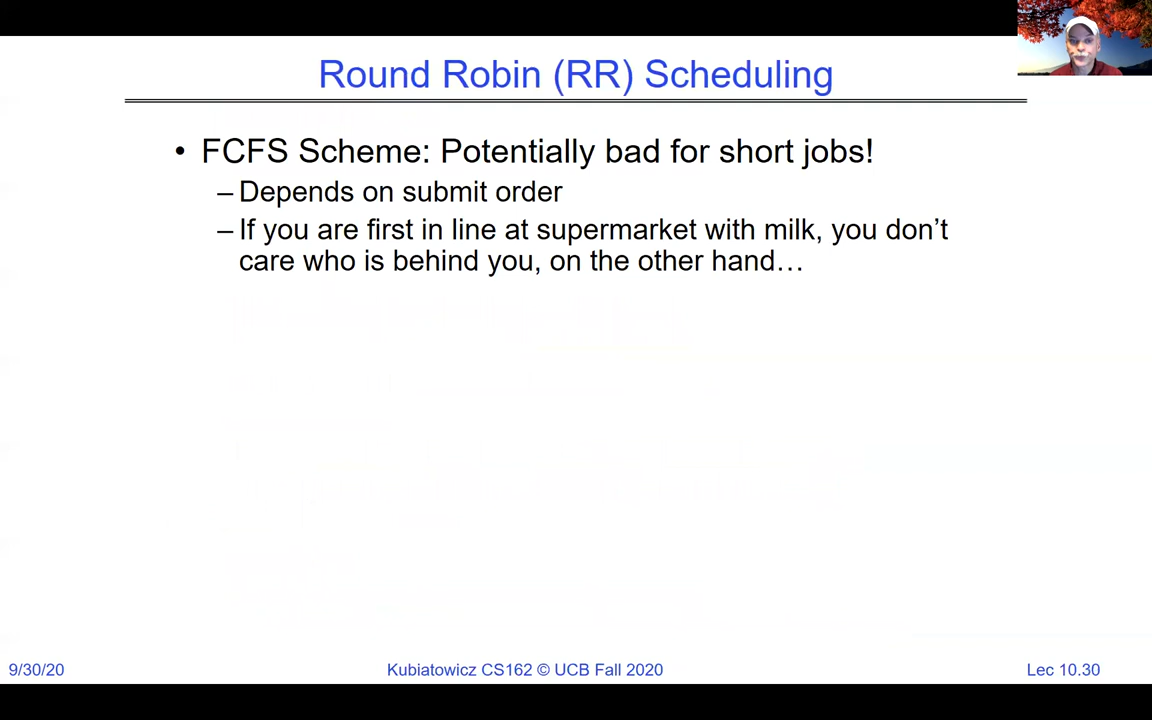 Round Robin (RR) Scheduling
• FCFS Scheme: Potentially bad for short jobs!
– Depends on submit order
– If you are first in line at supermarket with milk, you don’t
care who is behind you, on the other hand…
9/30/20
Kubiatowicz CS162 © UCB Fall 2020
Lec 10.30